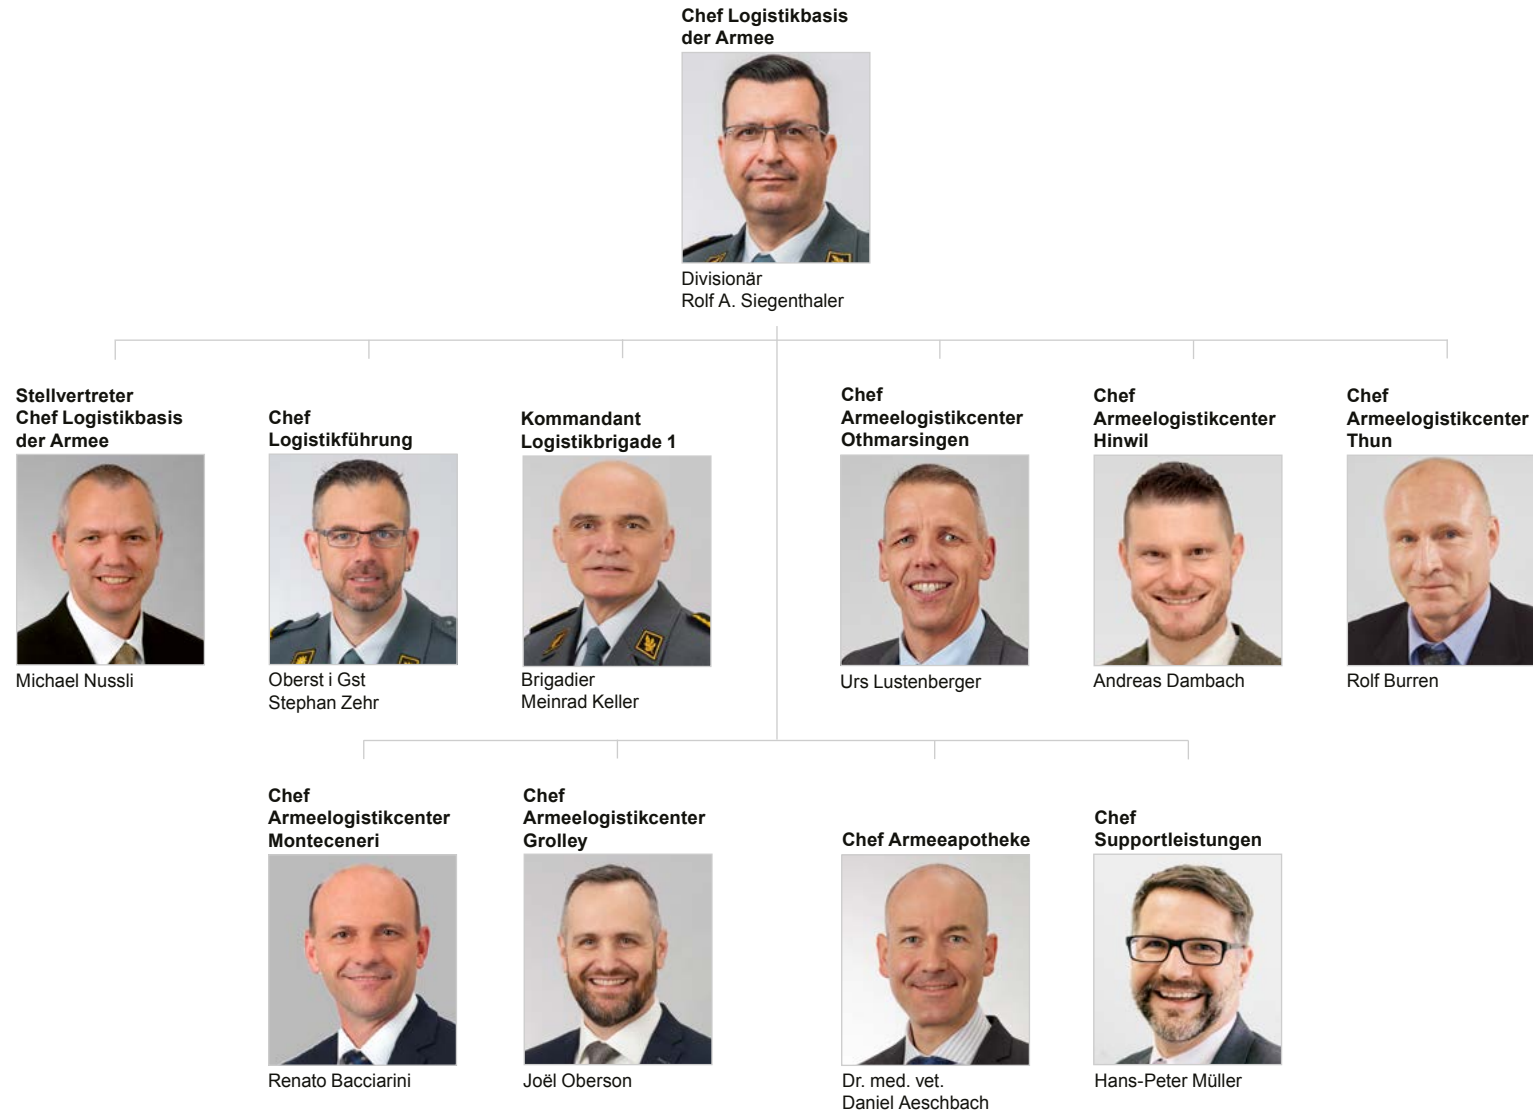 Chef Logistikbasis
der Armee
Divisionär
Rolf A. Siegenthaler
Stellvertreter
Chef Logistikbasis
der Armee
Michael Nussli
Chef
Logistikführung
Oberst i Gst
Stephan Zehr
Kommandant
Logistikbrigade 1
Brigadier
Meinrad Keller
Chef
Armeelogistikcenter
Othmarsingen
Urs Lustenberger
Chef
Armeelogistikcenter
Hinwil
Andreas Dambach
Chef
Armeelogistikcenter
Thun
Rolf Burren
Chef
Armeelogistikcenter
Monteceneri
Renato Bacciarini
Chef
Armeelogistikcenter
Grolley
Joël Oberson
Chef Armeeapotheke
Dr. med. vet.
Daniel Aeschbach
Chef
Supportleistungen
Hans-Peter Müller